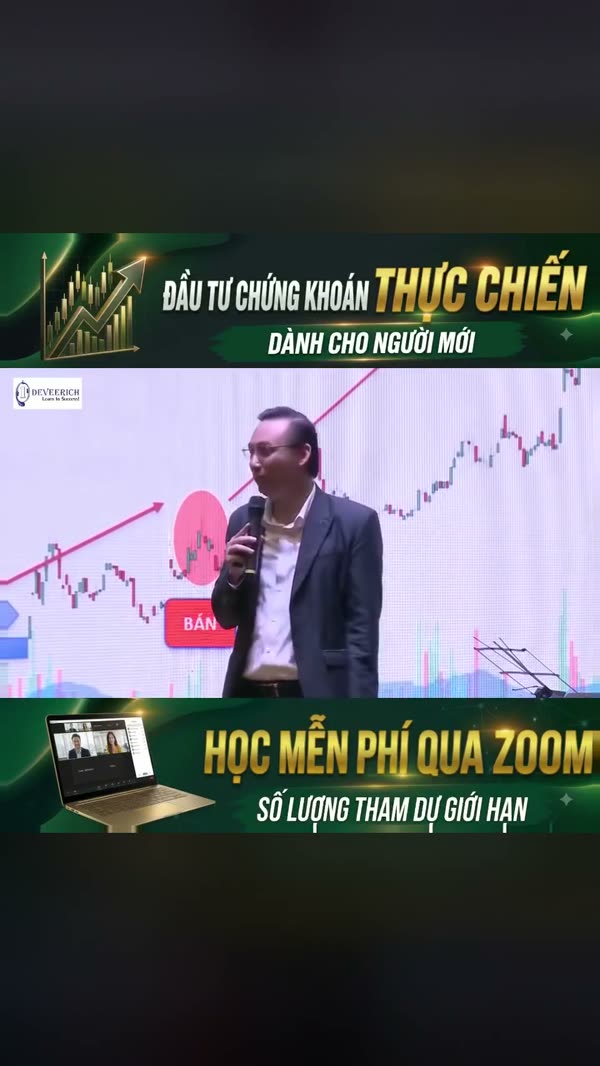 ĐẦU TƯ CHỨNG KHOÁN THỰC CHIẾN
DÀNH CHO NGƯỜI MỚI
DEVEERICH
Learn to Succeed
BÁN
HỌC MỄN PHÍ QUA ZOOM
SỐ LƯỢNG THAM DỰ GIỚI HẠN